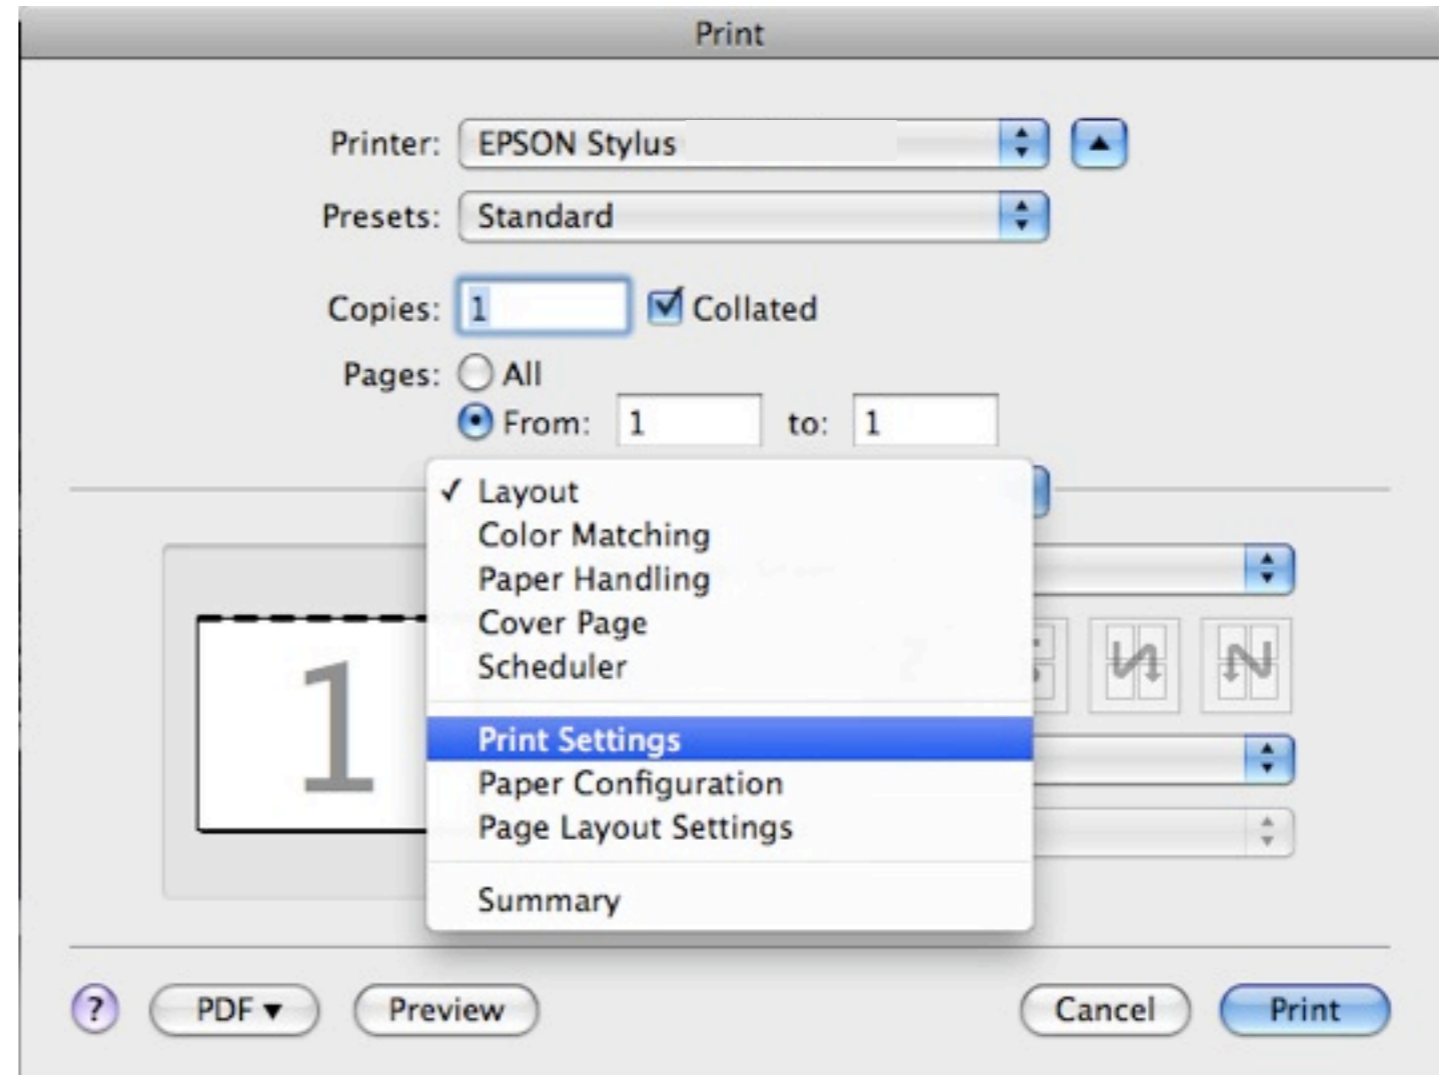 Print
Printer: EPSON Stylus
Presets: Standard
Copies: 1 Collated
Pages: All
From: 1 to: 1
✓ Layout
Color Matching
Paper Handling
Cover Page
Scheduler
Print Settings
Paper Configuration
Page Layout Settings
Summary
1
? PDF▼ Preview Cancel Print